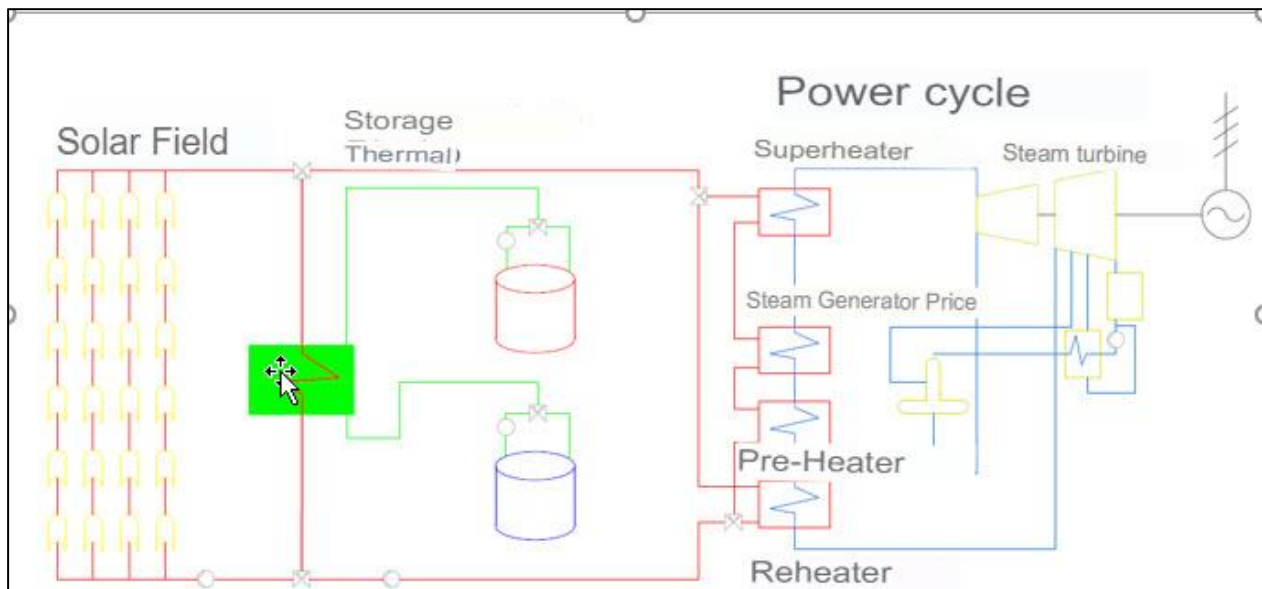 Power cycle
Solar Field
Storage
Thermal)
Superheater
Steam turbine
Steam Generator Price
Pre-Heater
Reheater